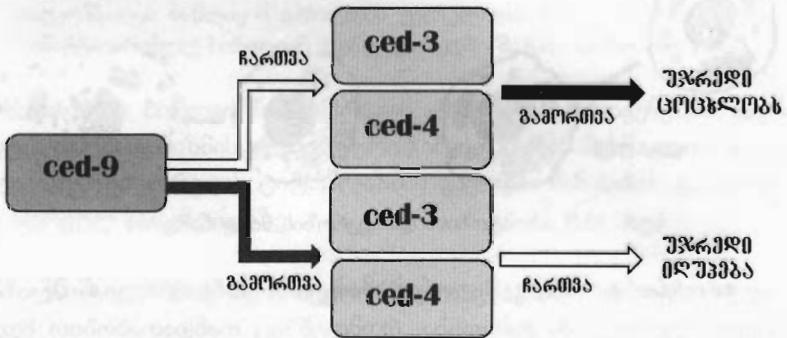 ced-3
ჩართვა
უჯრედი
ცოცხლობს
ced-4
გამორთვა
ced-9
ced-3
უჯრედი
იღუპება
გამორთვა
ჩართვა
ced-4